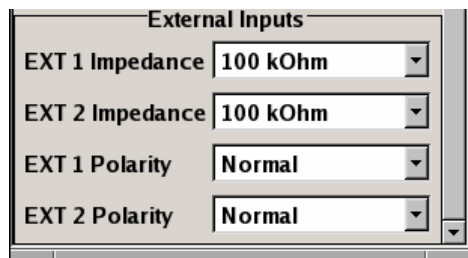 External Inputs
EXT 1 Impedance 100 kOhm
EXT 2 Impedance 100 kOhm
EXT 1 Polarity Normal
EXT 2 Polarity Normal